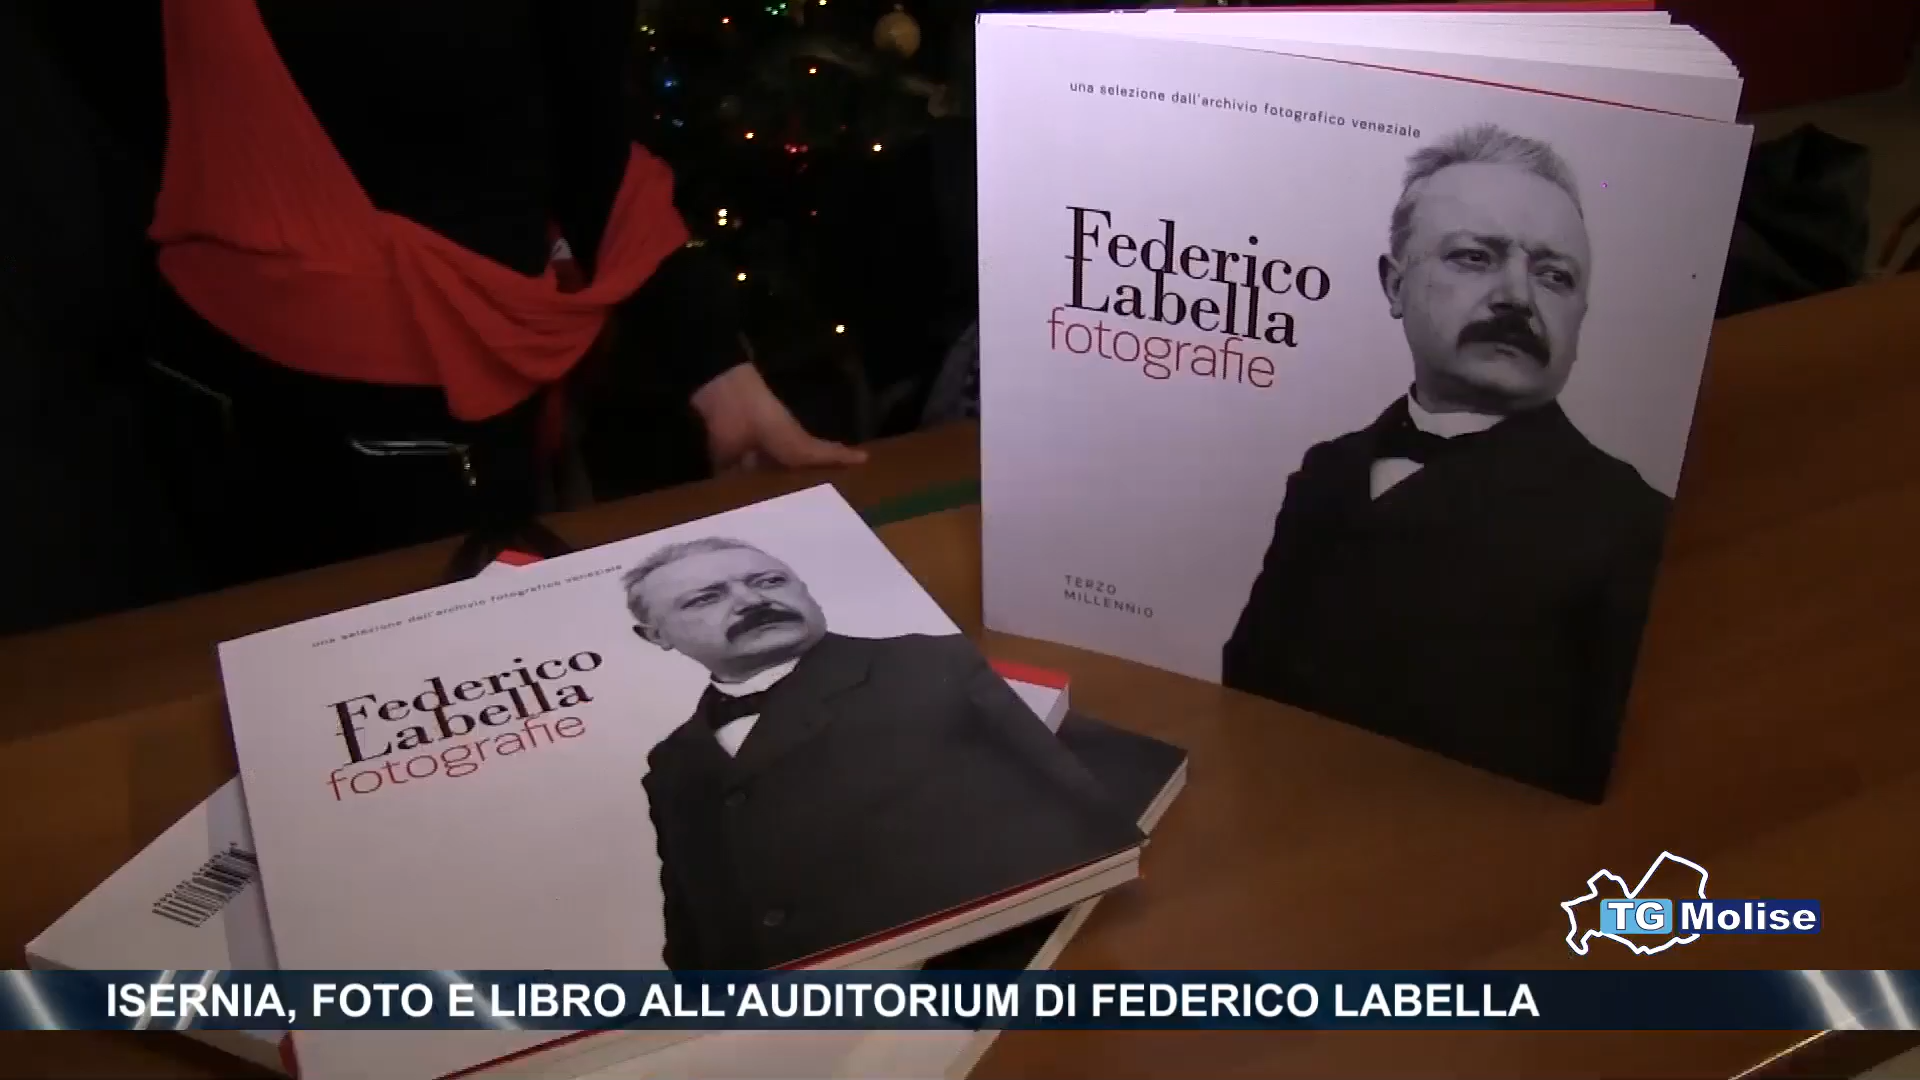 una selezione dall'archivio fotografico veneziale
Federico
Labella
fotografie
TERZO
MILLENNIO
una selezione dall'archivio fotografico veneziale
Federico
Labella
fotografie
TG Molise
ISERNIA, FOTO E LIBRO ALL'AUDITORIUM DI FEDERICO LABELLA